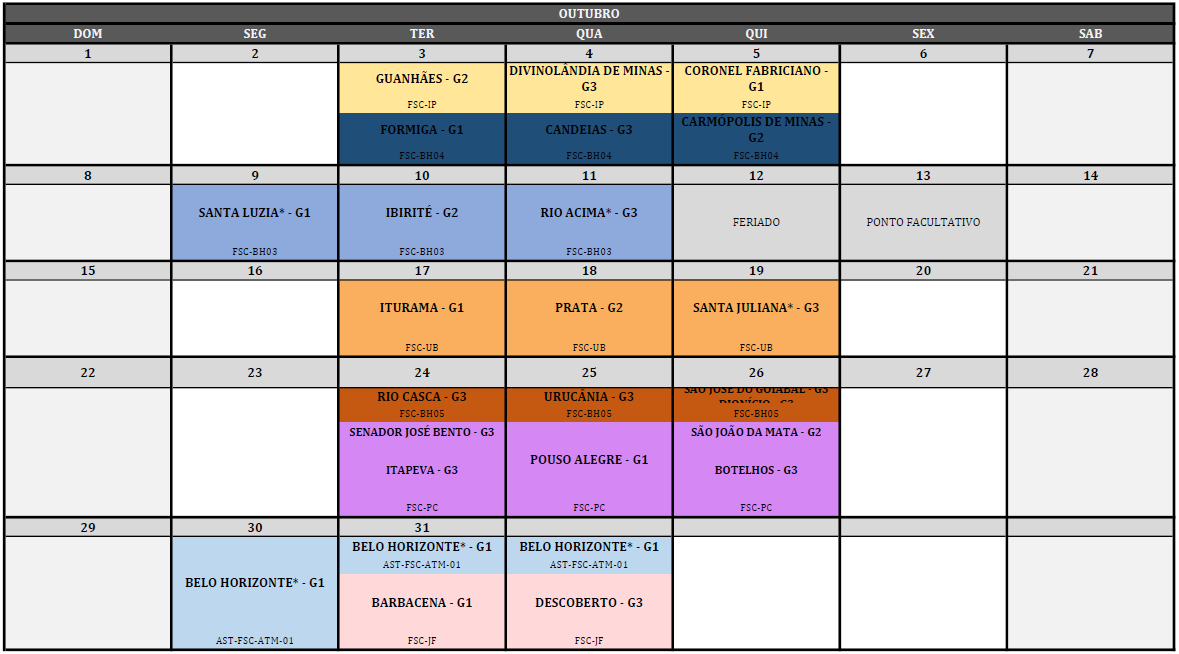 OUTUBRO
DOM SEG TER QUA QUI SEX SAB
1 2 3 4 5 6 7
GUANHÃES - G2
FSC-IP
DIVINOLÂNDIA DE MINAS -
G3
FSC-IP
CORONEL FABRICIANO -
G1
FSC-IP
FORMIGA - G1
FSC-BH04
CANDEIAS - G3
FSC-BH04
CARMÓPOLIS DE MINAS -
G2
FSC-BH04
8 9 10 11 12 13 14
SANTA LUZIA* - G1
FSC-BH03
IBIRITÉ - G2
FSC-BH03
RIO ACIMA* - G3
FSC-BH03
FERIADO
PONTO FACULTATIVO
15 16 17 18 19 20 21
ITURAMA - G1
FSC-UB
PRATA - G2
FSC-UB
SANTA JULIANA* - G3
FSC-UB
22 23 24 25 26 27 28
RIO CASCA - G3
FSC-BH05
URUCÂNIA - G3
FSC-BH05
SÃO JOSÉ DO GOIABAL - G3
DIONÍSIO - G3
FSC-BH05
SENADOR JOSÉ BENTO - G3
ITAPEVA - G3
FSC-PC
POUSO ALEGRE - G1
FSC-PC
SÃO JOÃO DA MATA - G2
BOTELHOS - G3
FSC-PC
29 30 31
BELO HORIZONTE* - G1
AST-FSC-ATM-01
BELO HORIZONTE* - G1
AST-FSC-ATM-01
BELO HORIZONTE* - G1
AST-FSC-ATM-01
BARBACENA - G1
FSC-JF
DESCOBERTO - G3
FSC-JF